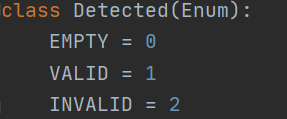 class Detected(Enum):
    EMPTY = 0
    VALID = 1
    INVALID = 2